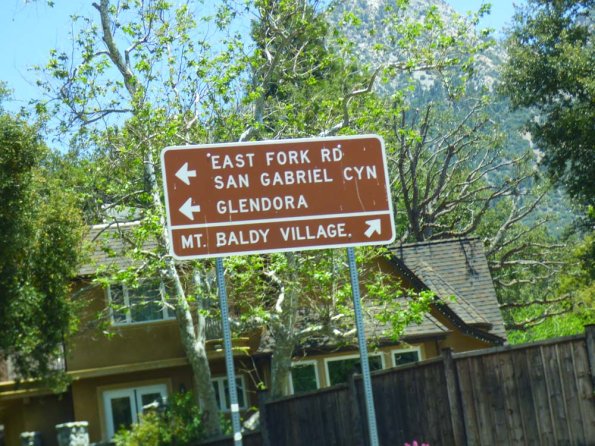 EAST FORK RD
SAN GABRIEL CYN
GLENDORA
MT. BALDY VILLAGE.